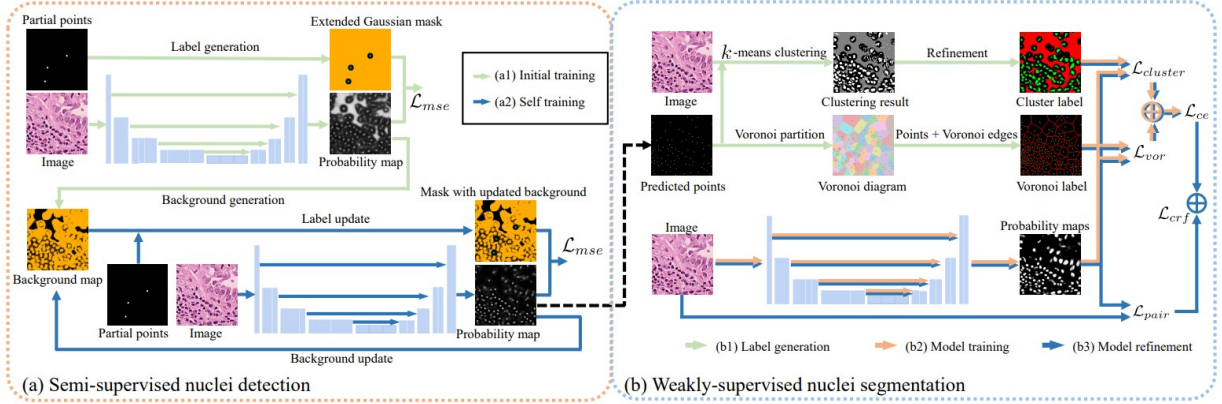 Partial points
Extended Gaussian mask
Label generation
(a1) Initial training
(a2) Self training
ℒ_mse
Image
Probability map
Background generation
Mask with updated background
Label update
ℒ_mse
Background map
Partial points
Image
Probability map
Background update
(a) Semi-supervised nuclei detection
k-means clustering
Refinement
ℒ_cluster
Image
Clustering result
Cluster label
ℒ_ce
Voronoi partition
Points + Voronoi edges
ℒ_vor
Predicted points
Voronoi diagram
Voronoi label
ℒ_crf
Image
Probability maps
ℒ_pair
(b1) Label generation
(b2) Model training
(b3) Model refinement
(b) Weakly-supervised nuclei segmentation